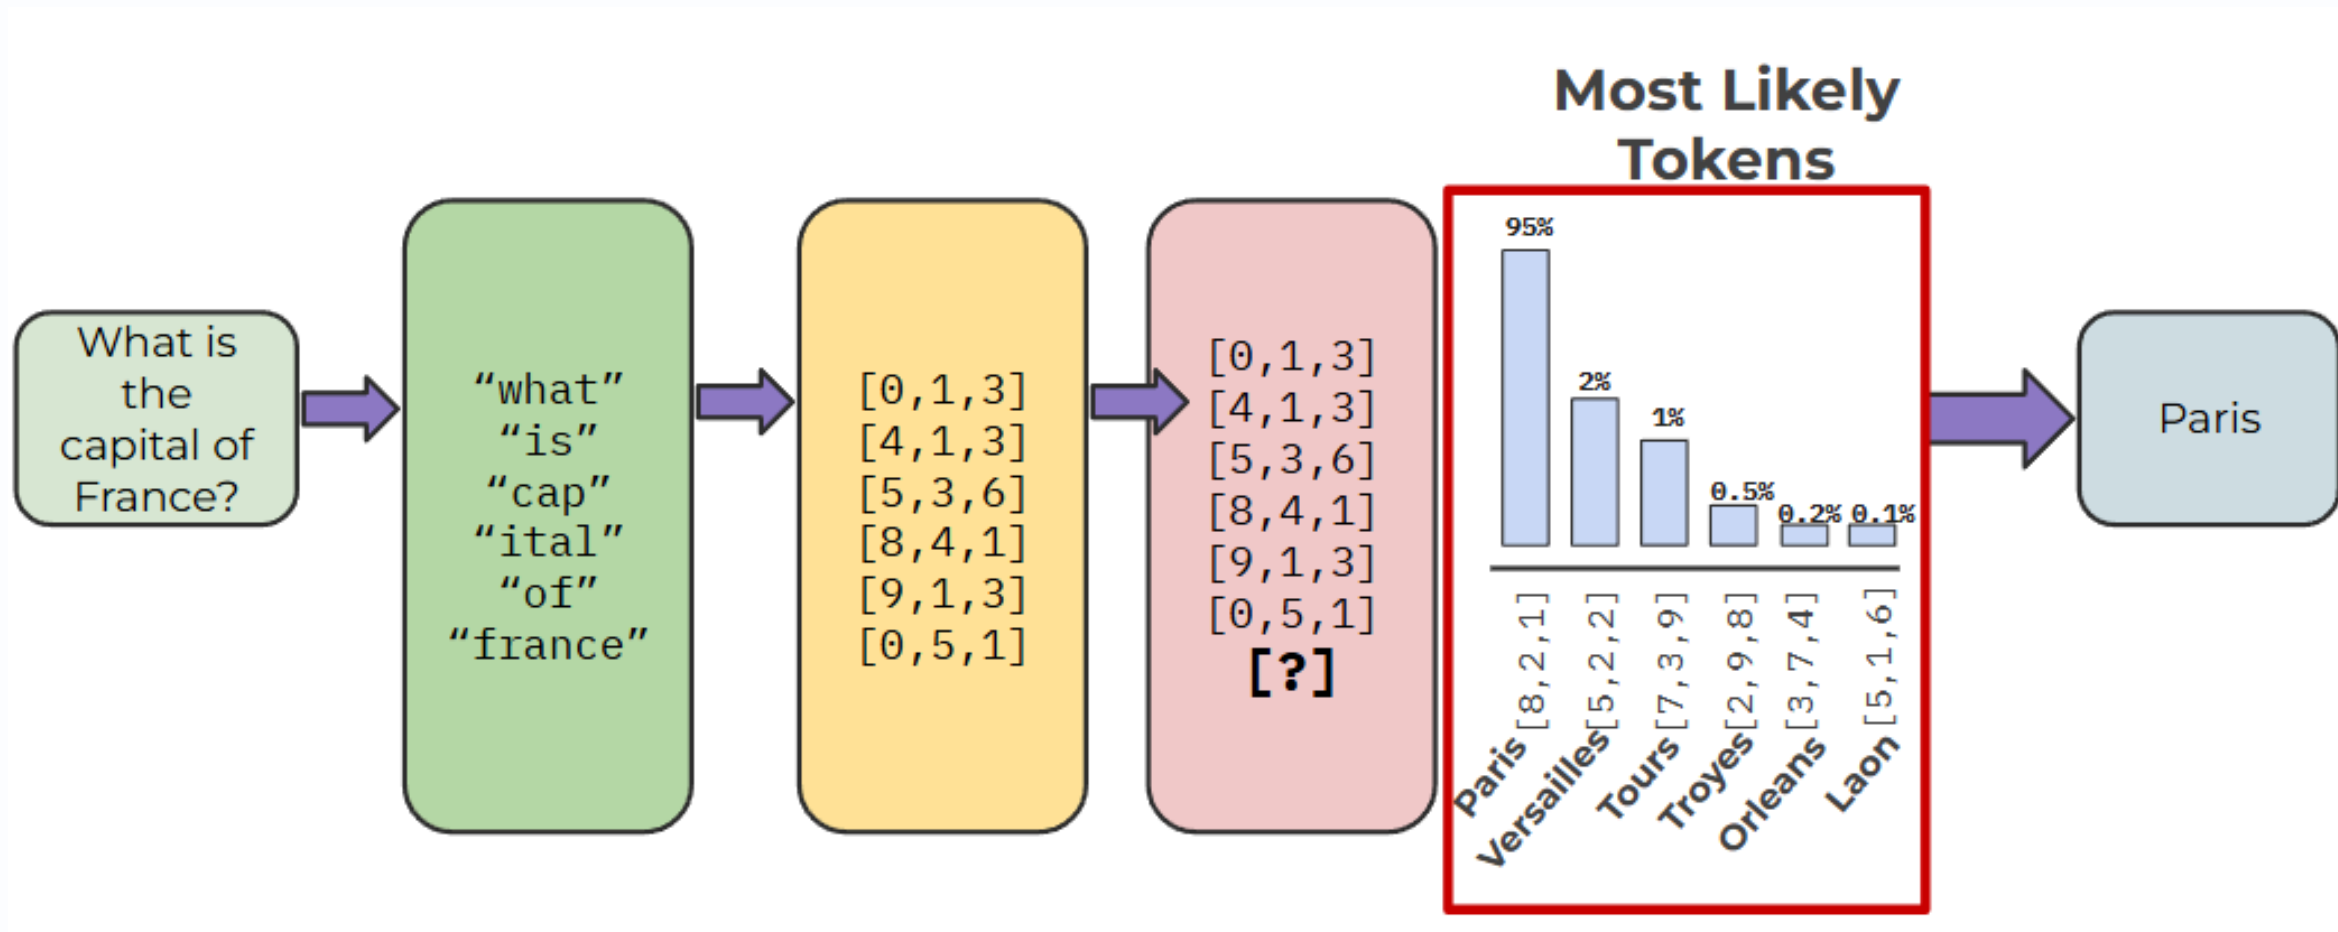 What is
the
capital of
France?
“what”
“is”
“cap”
“ital”
“of”
“france”
[0,1,3]
[4,1,3]
[5,3,6]
[8,4,1]
[9,1,3]
[0,5,1]
[0,1,3]
[4,1,3]
[5,3,6]
[8,4,1]
[9,1,3]
[0,5,1]
[?]
Most Likely
Tokens
95%
2%
1%
0.5%
0.2%
0.1%
[8,2,1]
[5,2,2]
[7,3,9]
[2,9,8]
[3,7,4]
[5,1,6]
Paris
Versailles
Tours
Troyes
Orleans
Laon
Paris